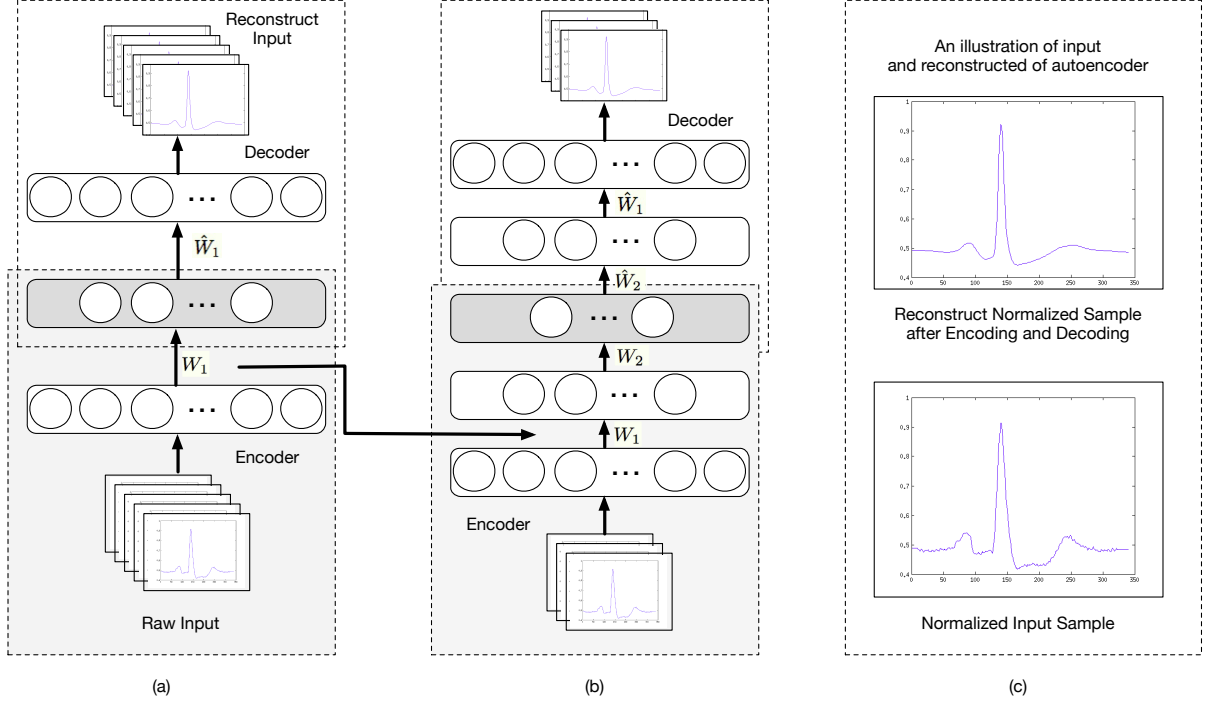 Reconstruct
Input
Decoder
...
Ŵ₁
...
W₁
...
Encoder
Raw Input
(a)
Decoder
...
Ŵ₁
...
Ŵ₂
...
W₂
...
W₁
...
Encoder
(b)
An illustration of input
and reconstructed of autoencoder
1
0,9
0,8
0,7
0,6
0,5
0,4
0 50 100 150 200 250 300 350
Reconstruct Normalized Sample
after Encoding and Decoding
1
0,9
0,8
0,7
0,6
0,5
0,4
0 50 100 150 200 250 300 350
Normalized Input Sample
(c)